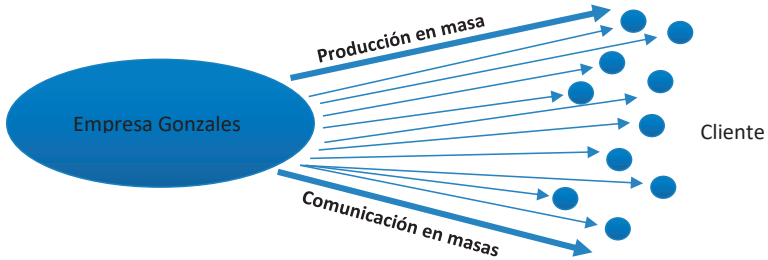 Producción en masa
Empresa Gonzales
Cliente
Comunicación en masas